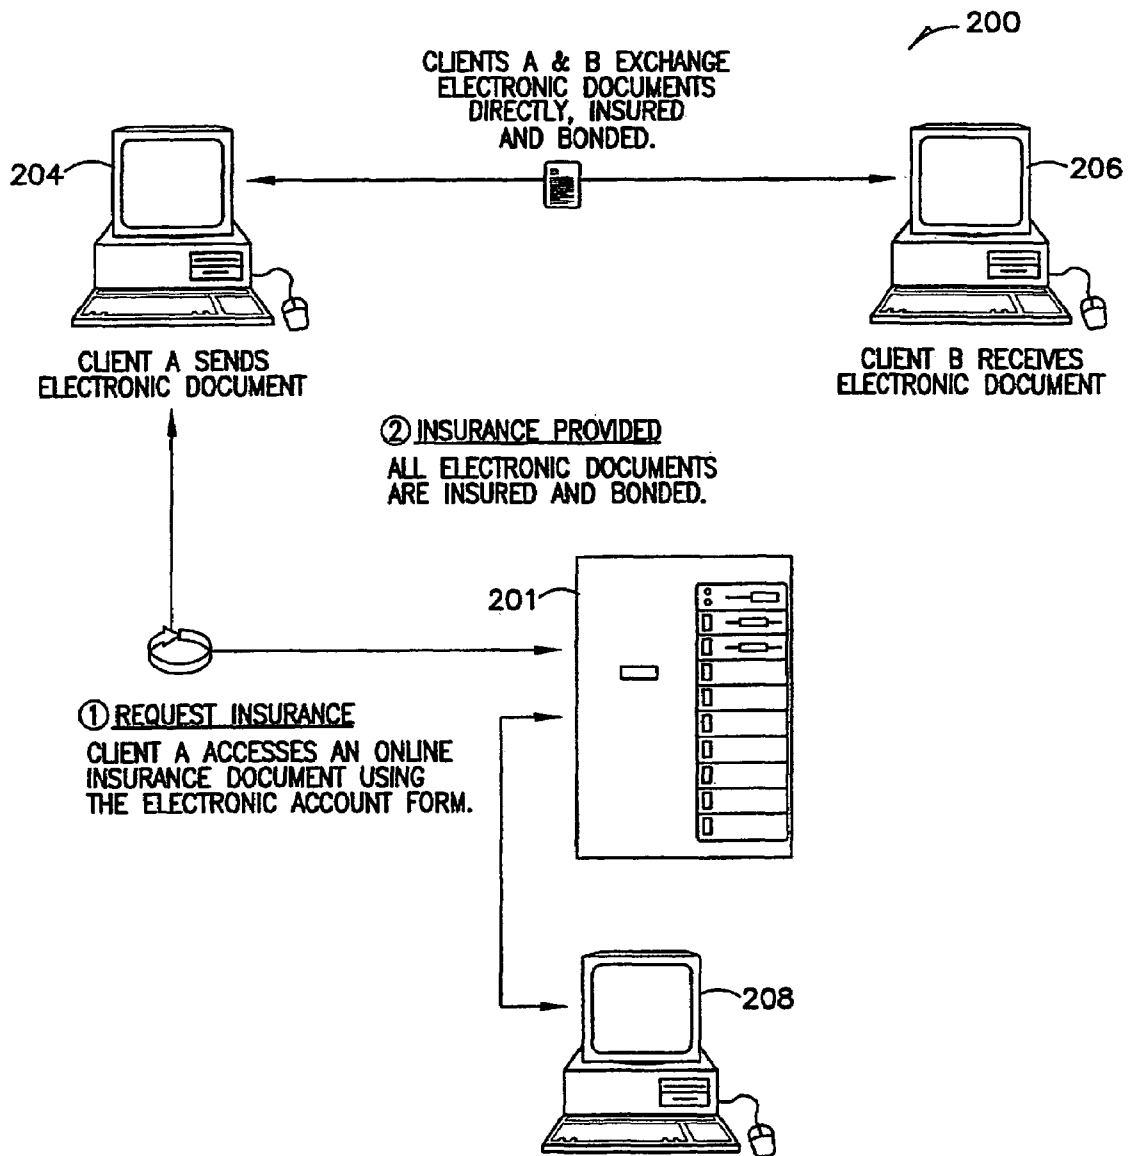 200
CLIENTS A & B EXCHANGE
ELECTRONIC DOCUMENTS
DIRECTLY, INSURED
AND BONDED.
204
206
CLIENT A SENDS
ELECTRONIC DOCUMENT
CLIENT B RECEIVES
ELECTRONIC DOCUMENT
② INSURANCE PROVIDED
ALL ELECTRONIC DOCUMENTS
ARE INSURED AND BONDED.
201
① REQUEST INSURANCE
CLIENT A ACCESSES AN ONLINE
INSURANCE DOCUMENT USING
THE ELECTRONIC ACCOUNT FORM.
208